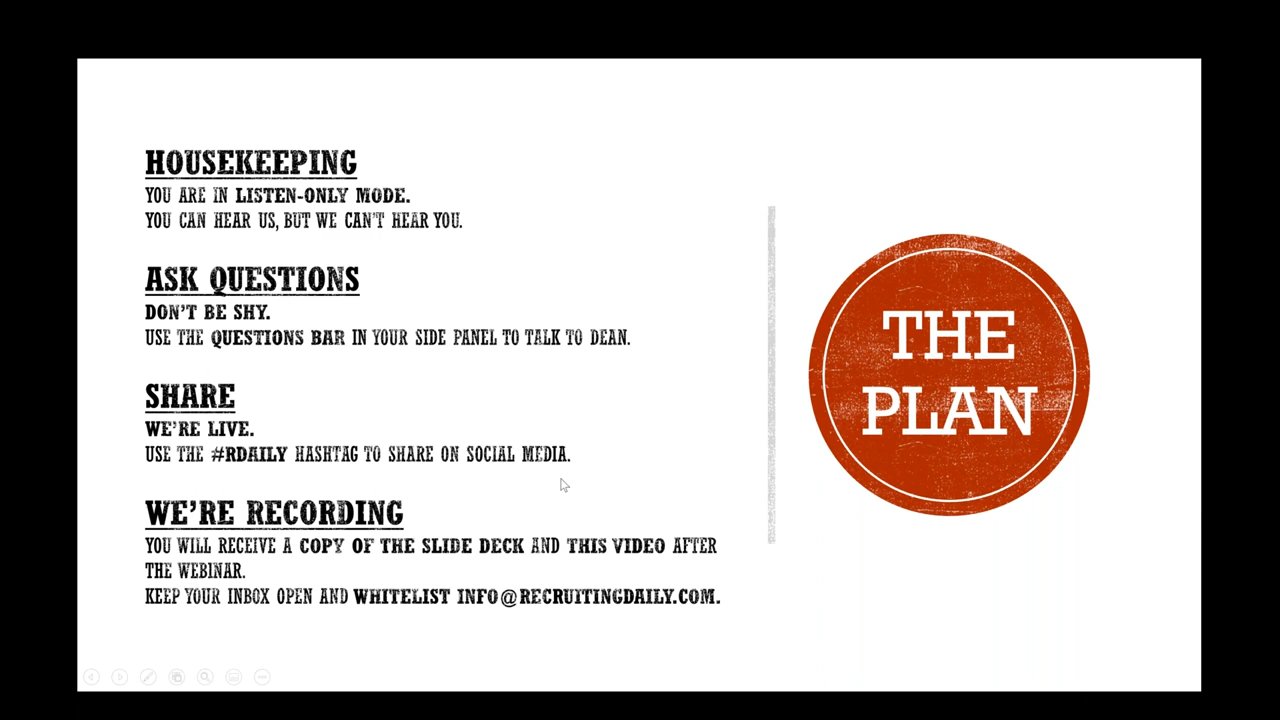 HOUSEKEEPING
YOU ARE IN LISTEN-ONLY MODE.
YOU CAN HEAR US, BUT WE CAN'T HEAR YOU.
ASK QUESTIONS
DON'T BE SHY.
USE THE QUESTIONS BAR IN YOUR SIDE PANEL TO TALK TO DEAN.
SHARE
WE'RE LIVE.
USE THE #RDAILY HASHTAG TO SHARE ON SOCIAL MEDIA.
WE'RE RECORDING
YOU WILL RECEIVE A COPY OF THE SLIDE DECK AND THIS VIDEO AFTER
THE WEBINAR.
KEEP YOUR INBOX OPEN AND WHITELIST INFO@RECRUITINGDAILY.COM.
THE
PLAN